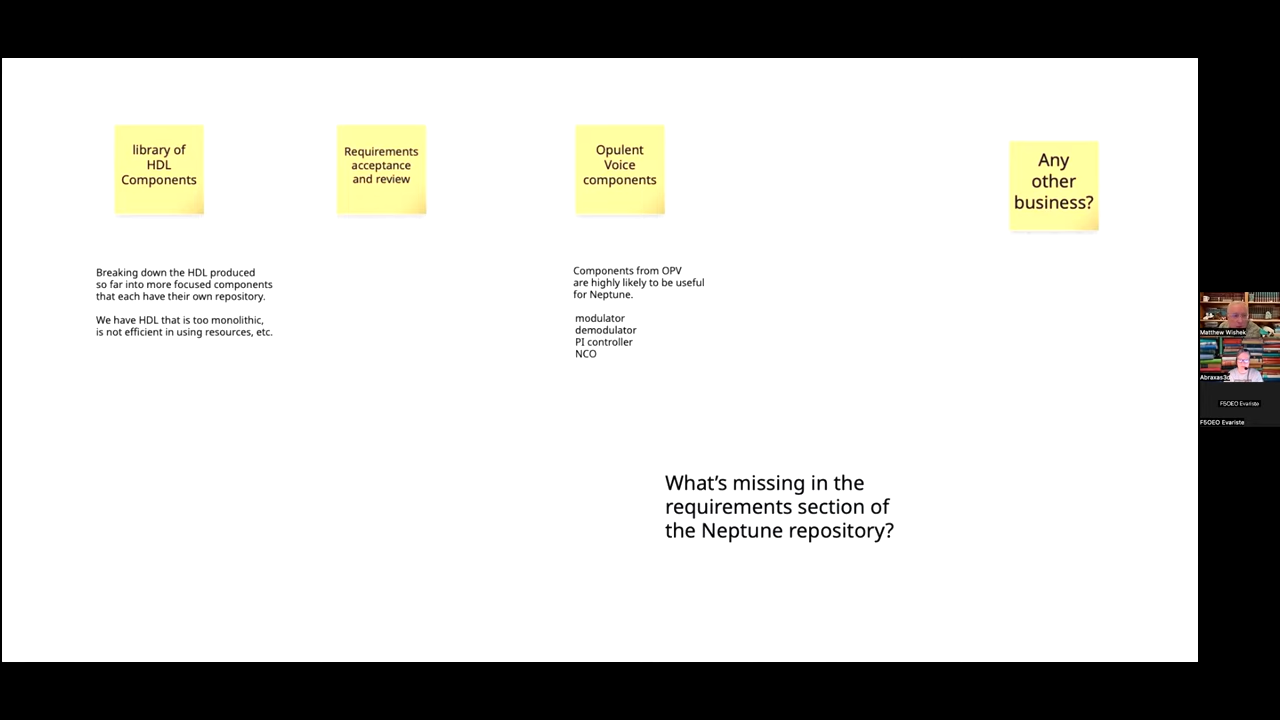 library of
HDL
Components
Requirements
acceptance
and review
Opulent
Voice
components
Any
other
business?
Breaking down the HDL produced
so far into more focused components
that each have their own repository.
We have HDL that is too monolithic,
is not efficient in using resources, etc.
Components from OPV
are highly likely to be useful
for Neptune.
modulator
demodulator
PI controller
NCO
What's missing in the
requirements section of
the Neptune repository?
Matthew Wishek
Abraxas3d
F5OEO Evariste
F5OEO Evariste